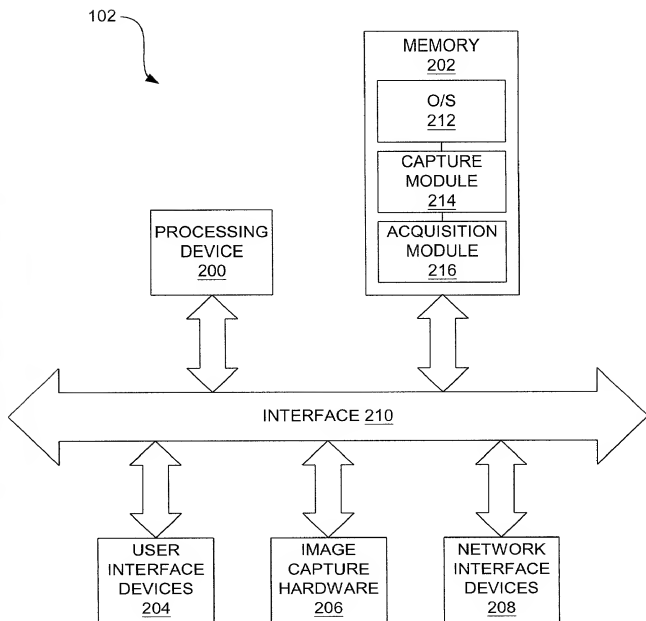 102
MEMORY
202
O/S
212
CAPTURE
MODULE
214
ACQUISITION
MODULE
216
PROCESSING
DEVICE
200
INTERFACE 210
USER
INTERFACE
DEVICES 204
IMAGE
CAPTURE
HARDWARE
206
NETWORK
INTERFACE
DEVICES 208